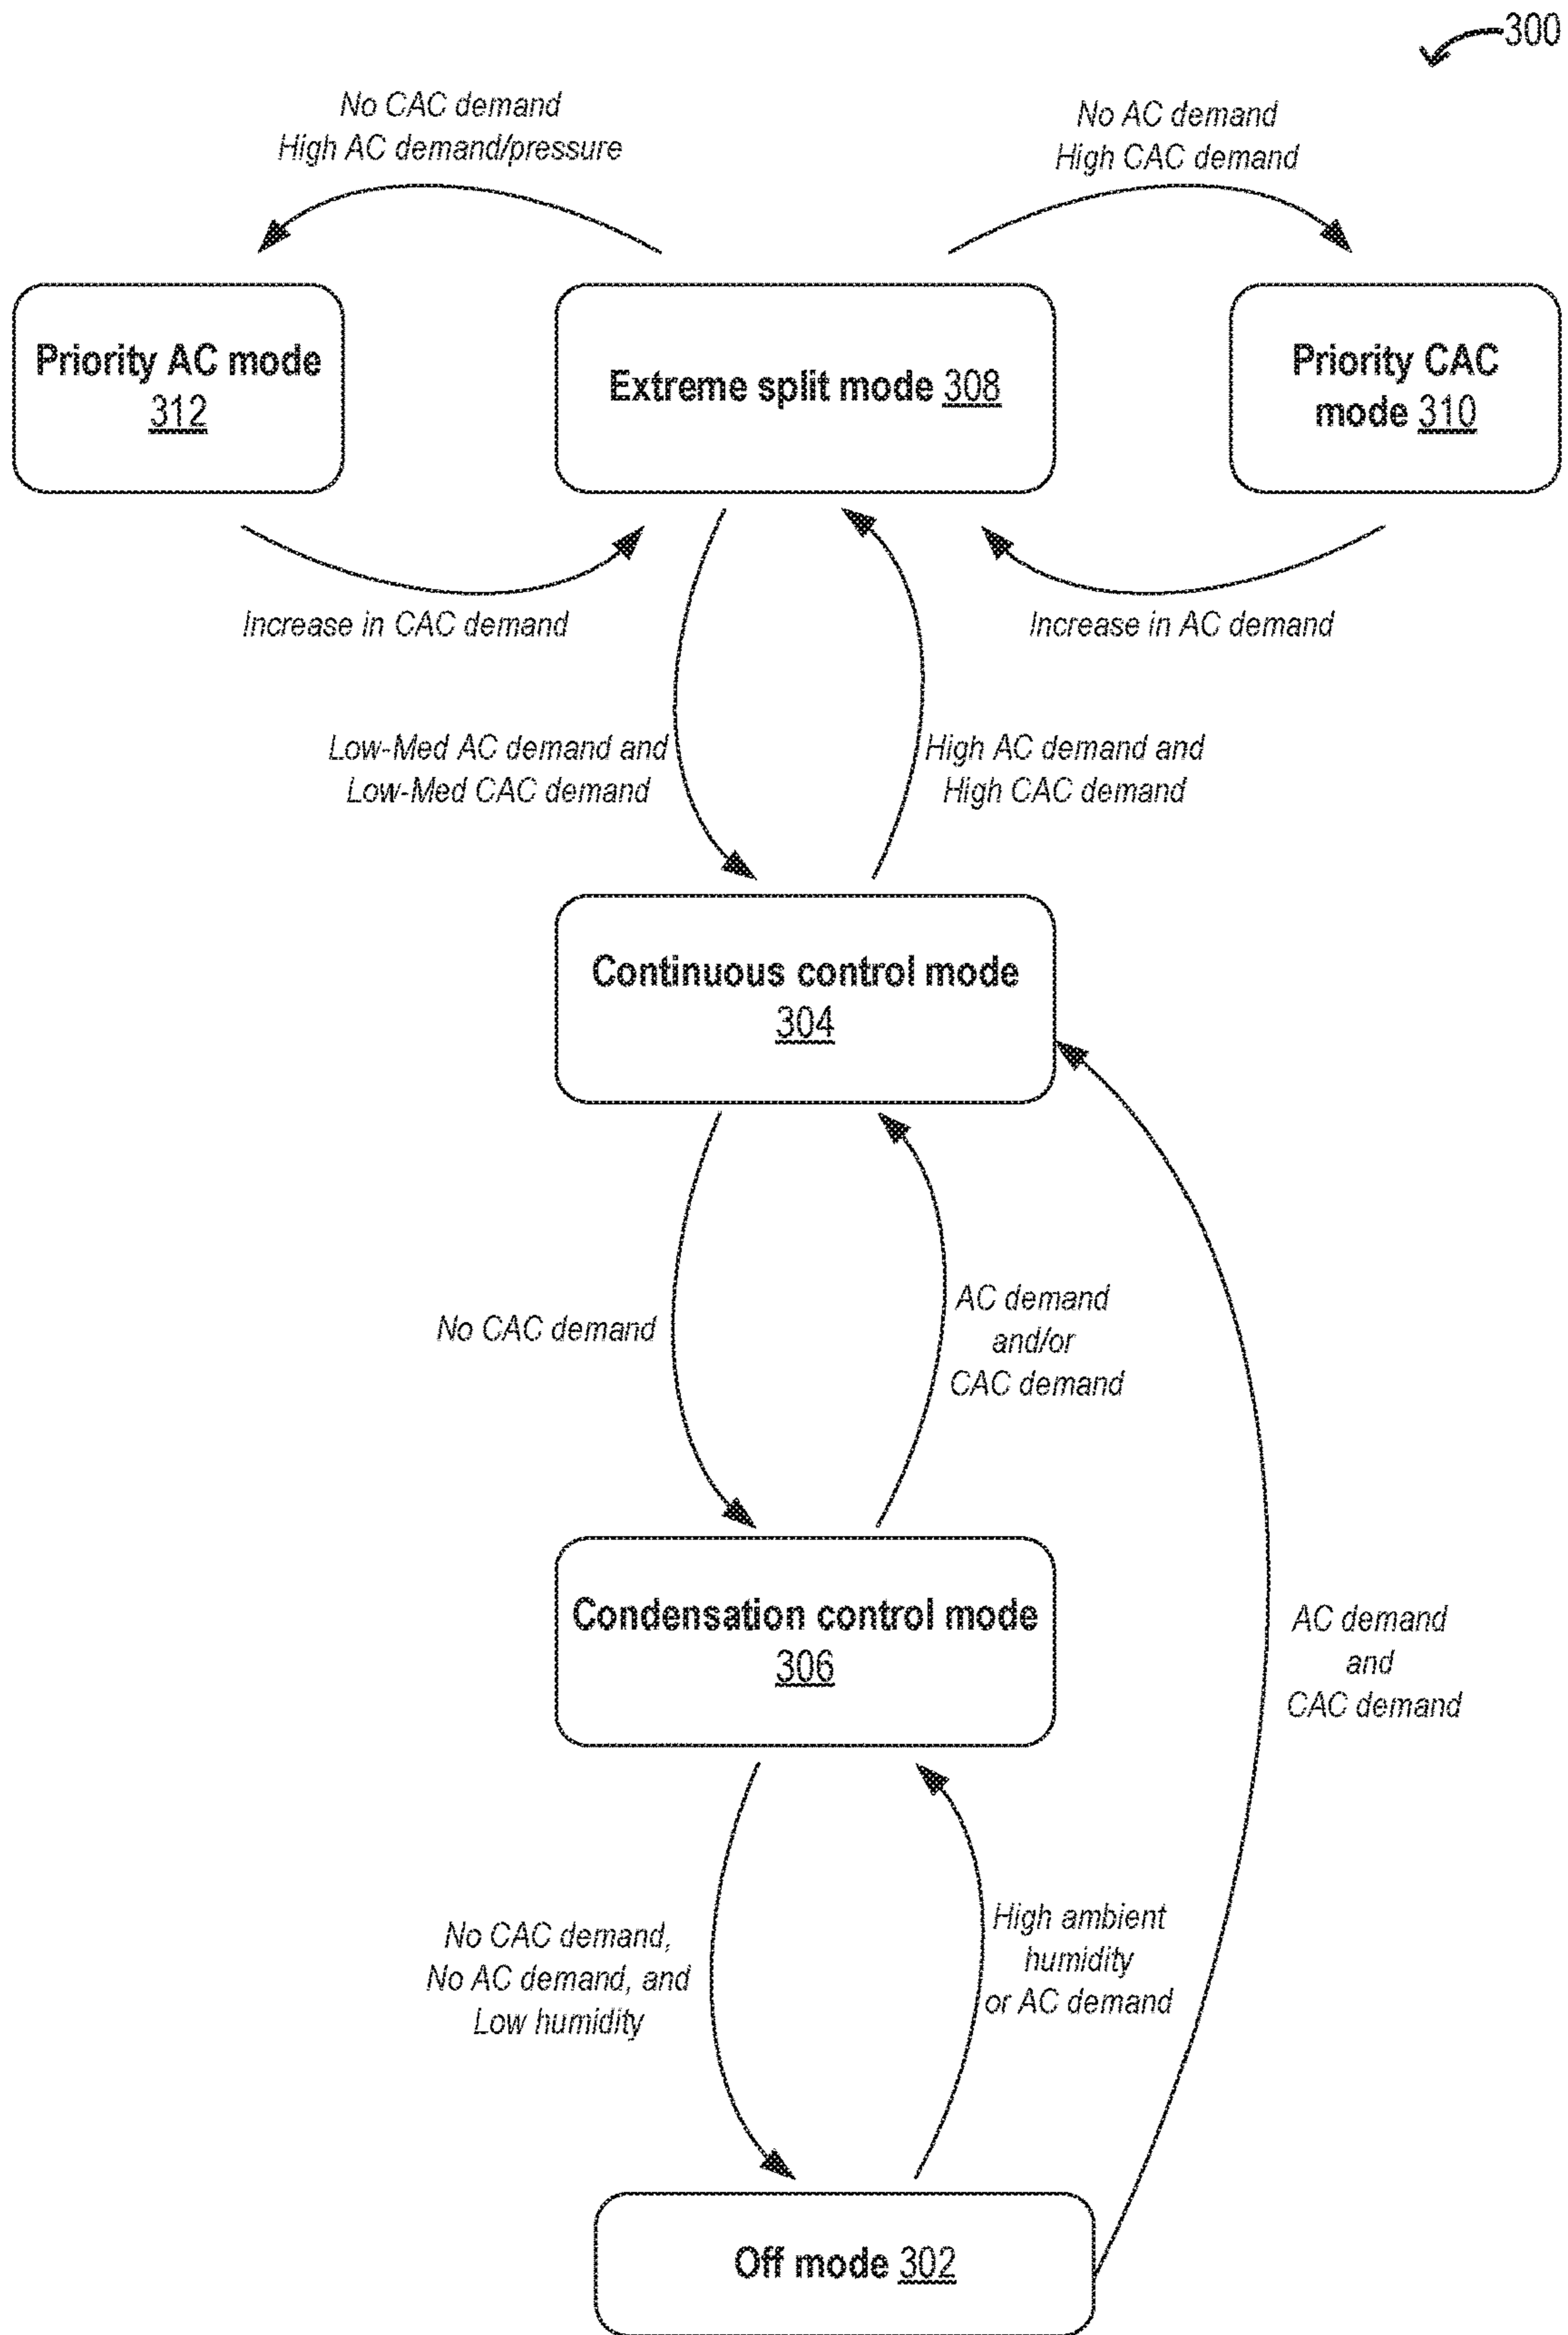 300
No CAC demand
High AC demand/pressure
No AC demand
High CAC demand
Priority AC mode
312
Extreme split mode 308
Priority CAC
mode 310
Increase in CAC demand
Increase in AC demand
Low-Med AC demand and
Low-Med CAC demand
High AC demand and
High CAC demand
Continuous control mode
304
No CAC demand
AC demand
and/or
CAC demand
Condensation control mode
306
AC demand
and
CAC demand
No CAC demand,
No AC demand, and
Low humidity
High ambient
humidity
or AC demand
Off mode 302